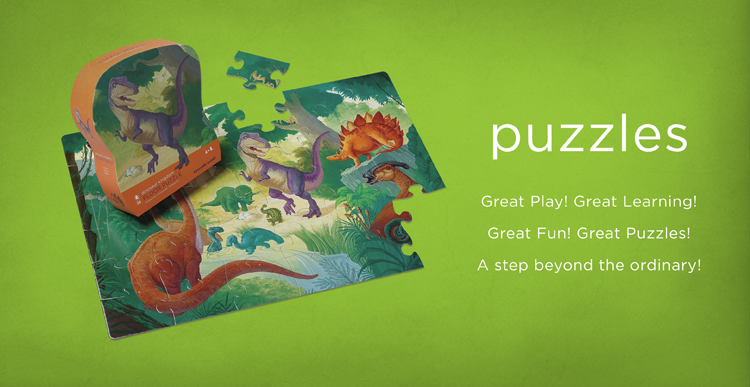 puzzles
Great Play! Great Learning!
Great Fun! Great Puzzles!
A step beyond the ordinary!